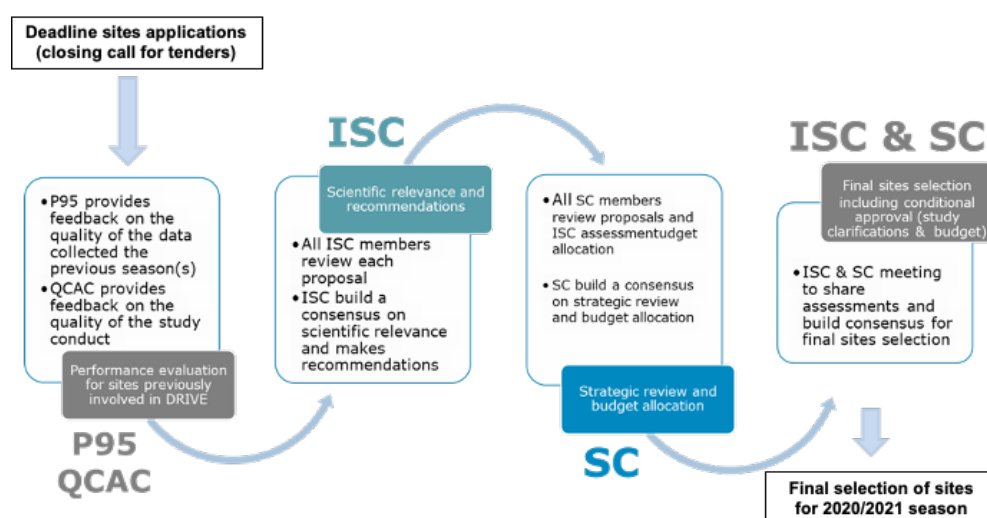 Deadline sites applications
(closing call for tenders)
•P95 provides
feedback on the
quality of the data
collected the
previous season(s)
•QCAC provides
feedback on the
quality of the study
conduct
Performance evaluation
for sites previously
involved in DRIVE
P95
QCAC
ISC
Scientific relevance and
recommendations
•All ISC members
review each
proposal
•ISC build a
consensus on
scientific relevance
and makes
recommendations
•All SC members
review proposals and
ISC assessmentudget
allocation
•SC build a consensus
on strategic review
and budget allocation
Strategic review and
budget allocation
SC
ISC & SC
Final sites selection
including conditional
approval (study
clarifications & budget)
•ISC & SC meeting
to share
assessments and
build consensus for
final sites selection
Final selection of sites
for 2020/2021 season